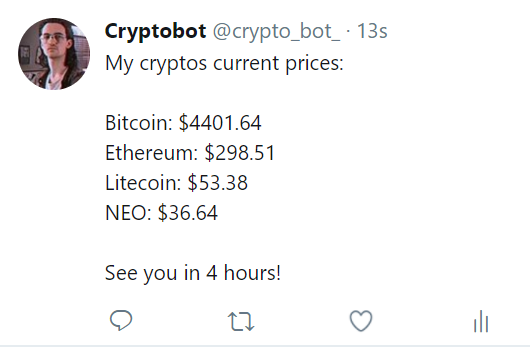 Cryptobot @crypto_bot_ · 13s
My cryptos current prices:
Bitcoin: $4401.64
Ethereum: $298.51
Litecoin: $53.38
NEO: $36.64
See you in 4 hours!